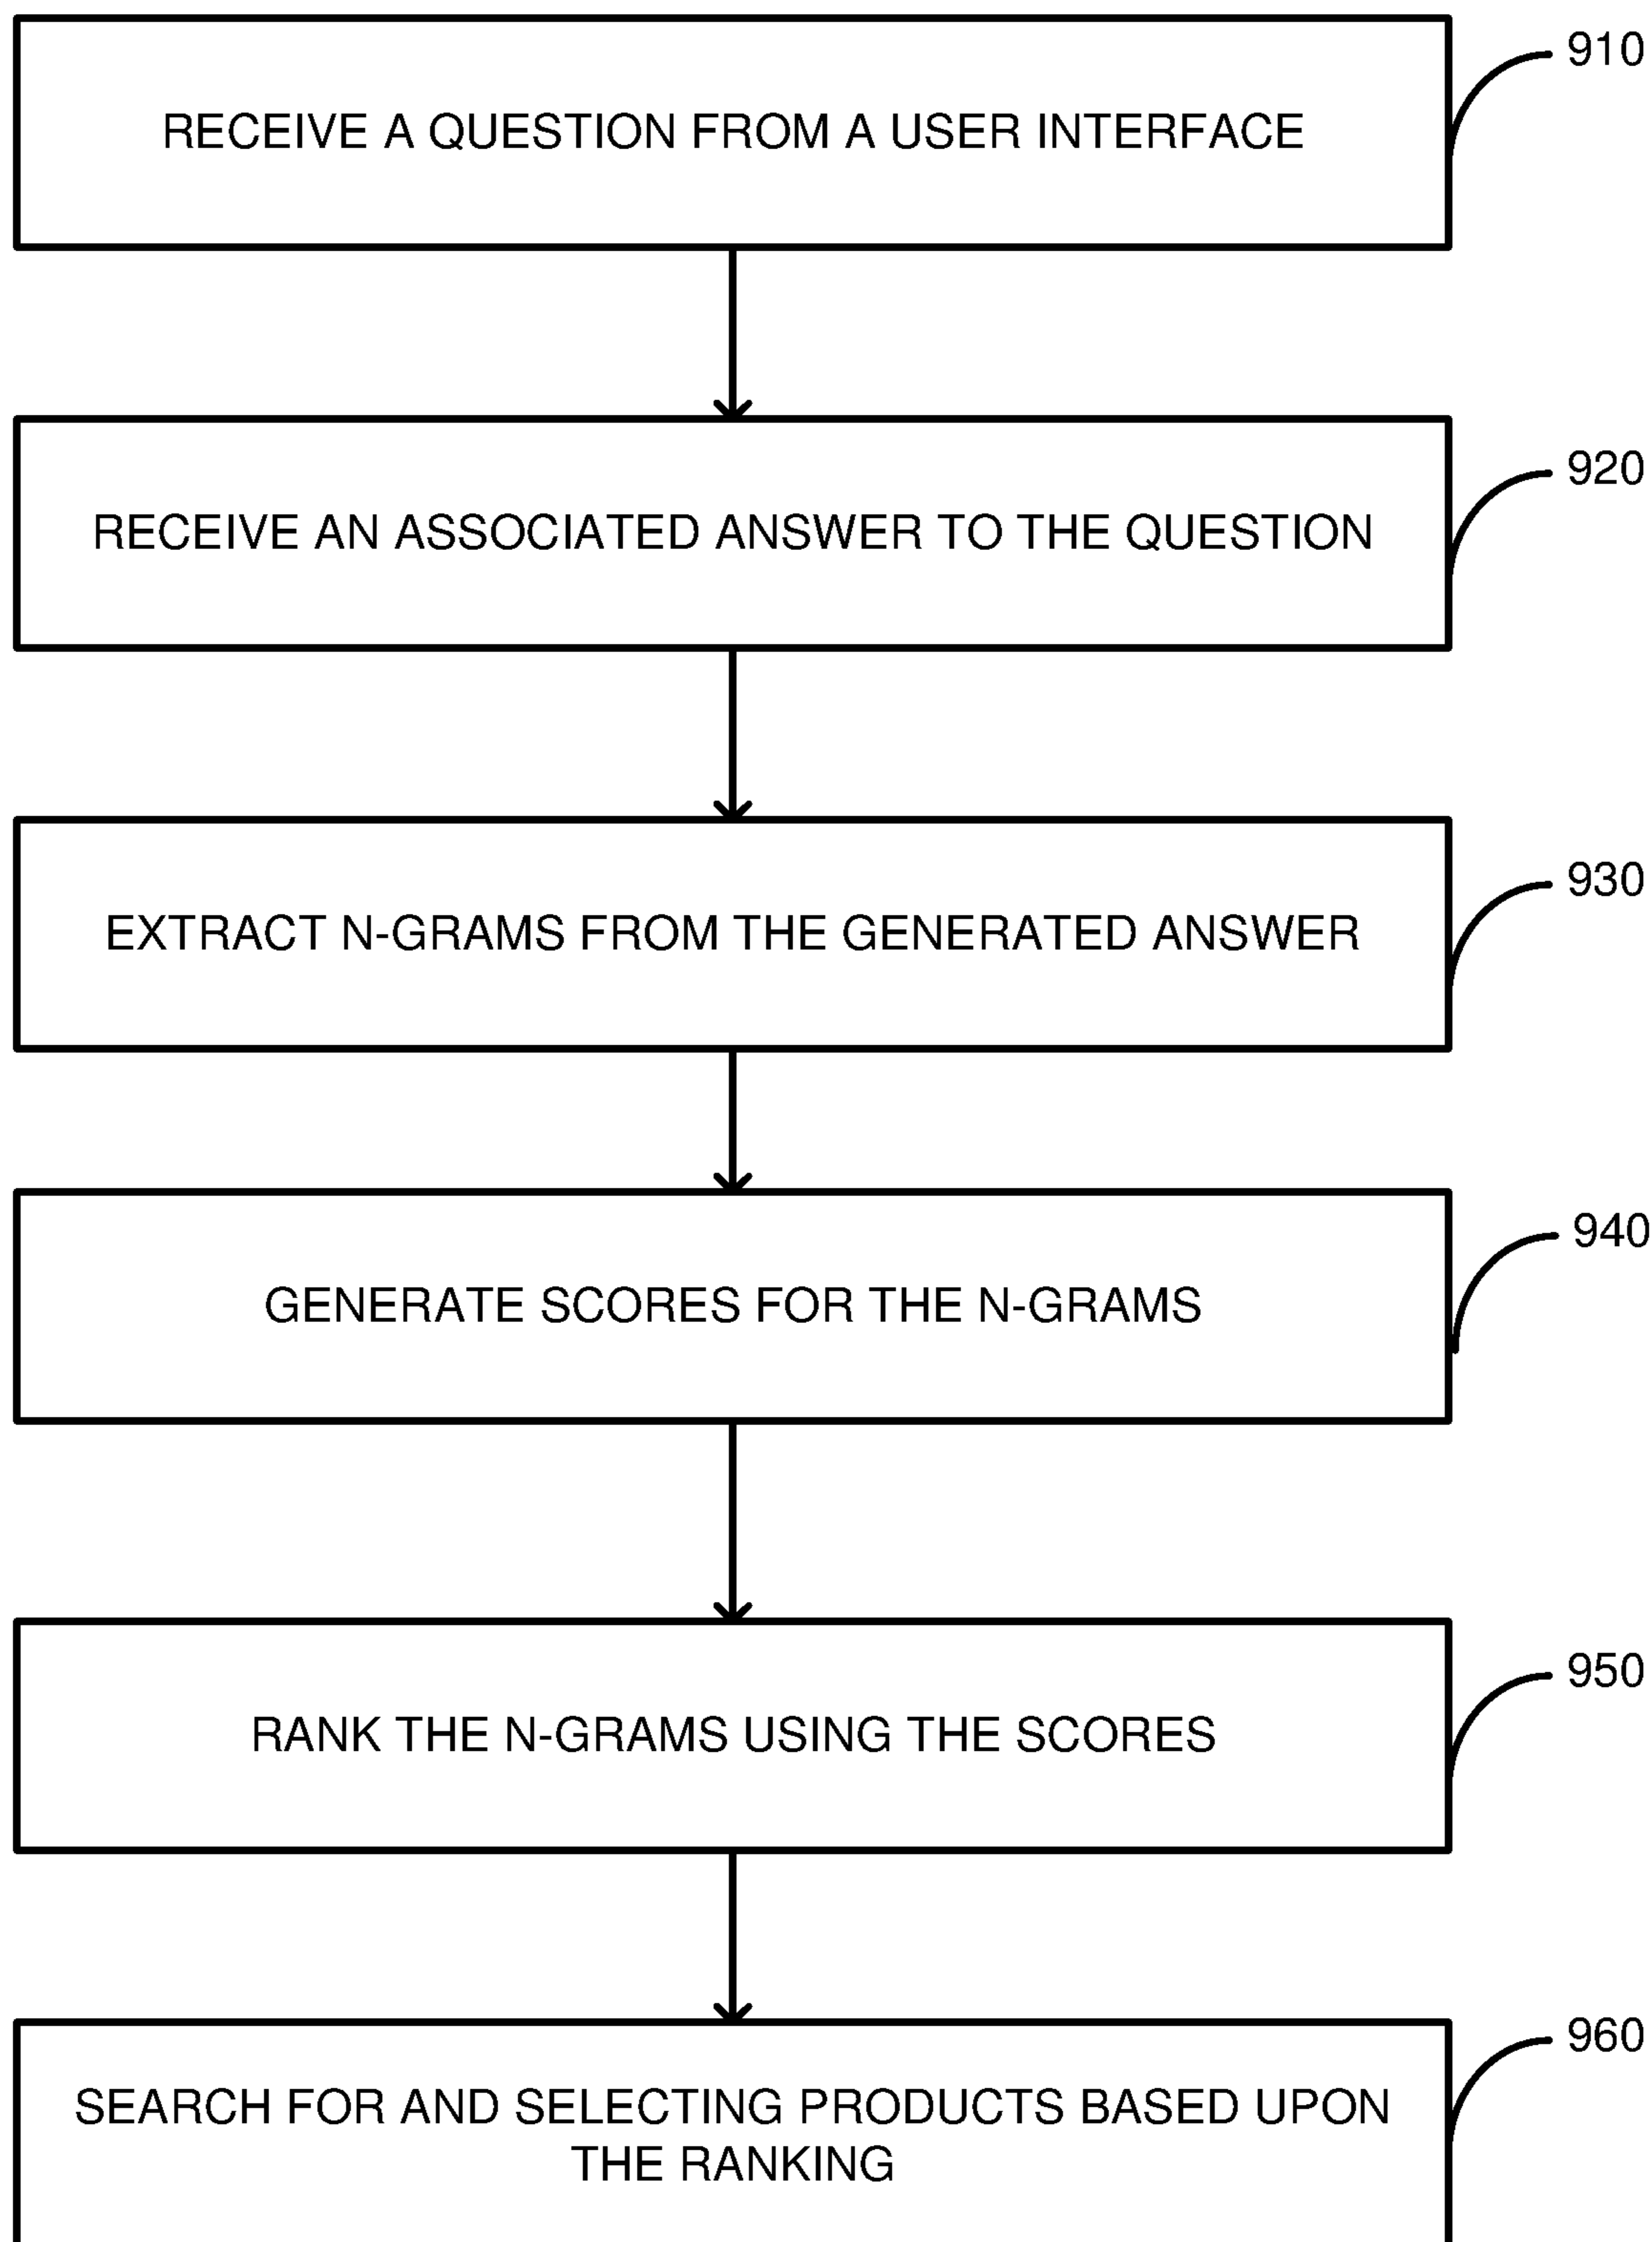 910
RECEIVE A QUESTION FROM A USER INTERFACE
920
RECEIVE AN ASSOCIATED ANSWER TO THE QUESTION
930
EXTRACT N-GRAMS FROM THE GENERATED ANSWER
940
GENERATE SCORES FOR THE N-GRAMS
950
RANK THE N-GRAMS USING THE SCORES
960
SEARCH FOR AND SELECTING PRODUCTS BASED UPON
THE RANKING